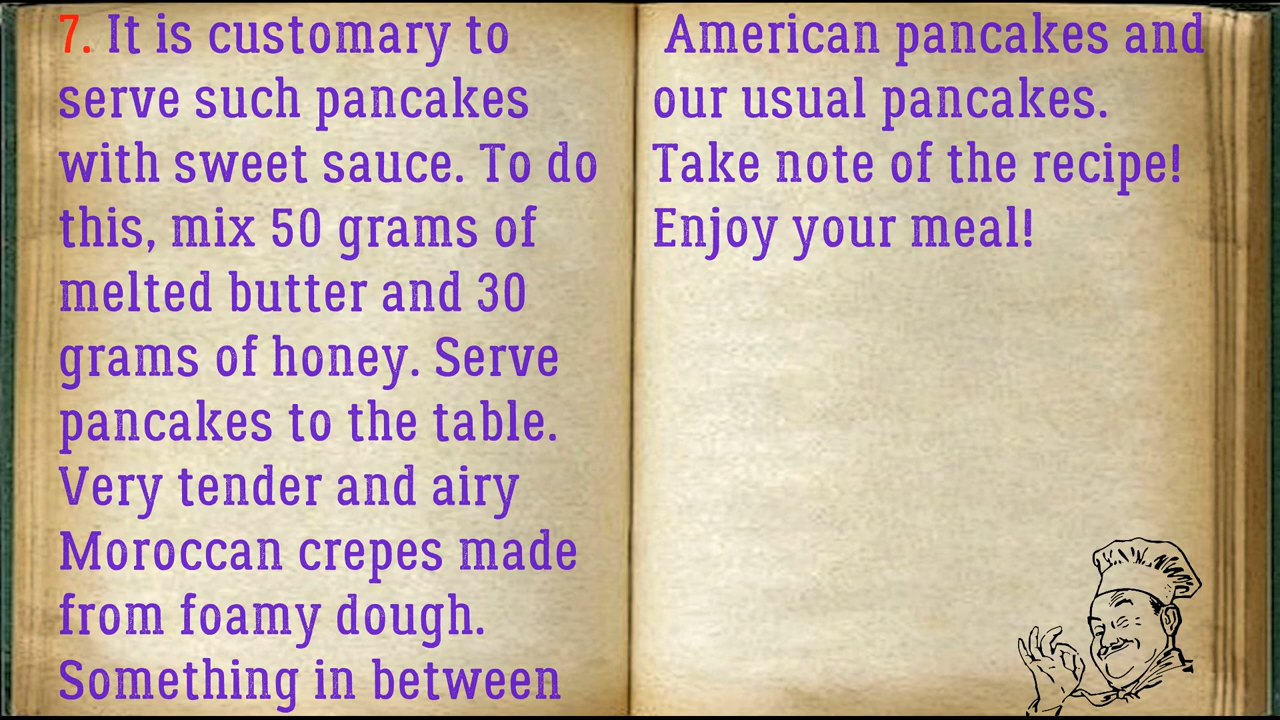 7. It is customary to
serve such pancakes
with sweet sauce. To do
this, mix 50 grams of
melted butter and 30
grams of honey. Serve
pancakes to the table.
Very tender and airy
Moroccan crepes made
from foamy dough.
Something in between
American pancakes and
our usual pancakes.
Take note of the recipe!
Enjoy your meal!